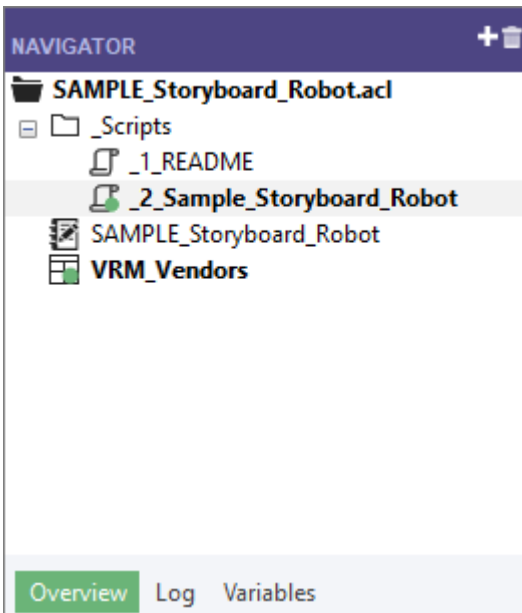 NAVIGATOR
SAMPLE_Storyboard_Robot.acl
_Scripts
_1_README
_2_Sample_Storyboard_Robot
SAMPLE_Storyboard_Robot
VRM_Vendors
Overview Log Variables